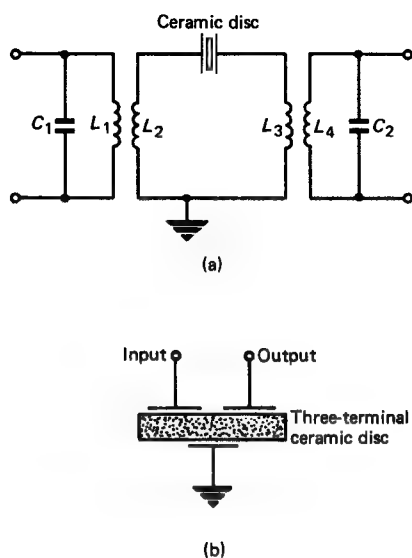 Ceramic disc
C1 L1 L2 L3 L4 C2
(a)
Input Output
Three-terminal
ceramic disc
(b)